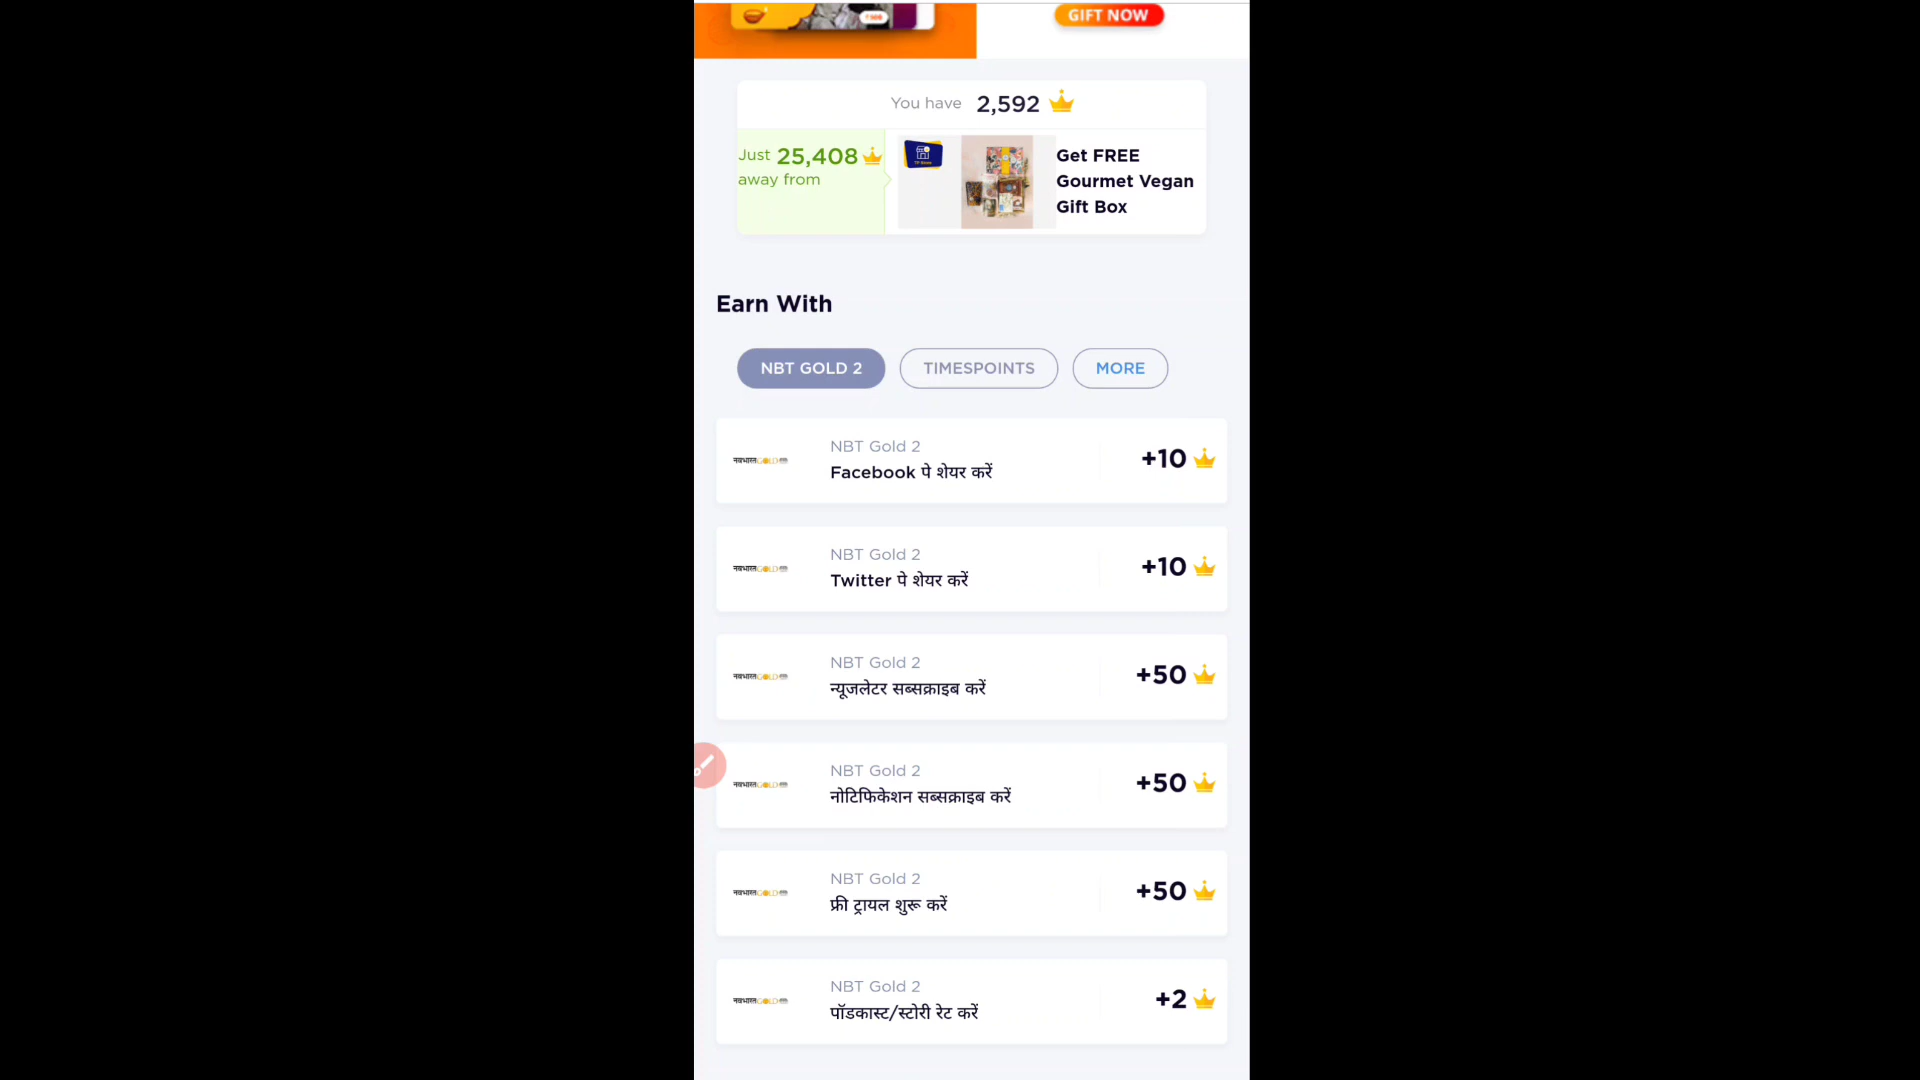 GIFT NOW
You have 2,592
Just 25,408
away from
Get FREE
Gourmet Vegan
Gift Box
Earn With
NBT GOLD 2
TIMESPOINTS
MORE
NBT Gold 2
Facebook पे शेयर करें
+10
NBT Gold 2
Twitter पे शेयर करें
+10
NBT Gold 2
न्यूजलेटर सब्सक्राइब करें
+50
NBT Gold 2
नोटिफिकेशन सब्सक्राइब करें
+50
NBT Gold 2
फ्री ट्रायल शुरू करें
+50
NBT Gold 2
पॉडकास्ट/स्टोरी रेट करें
+2